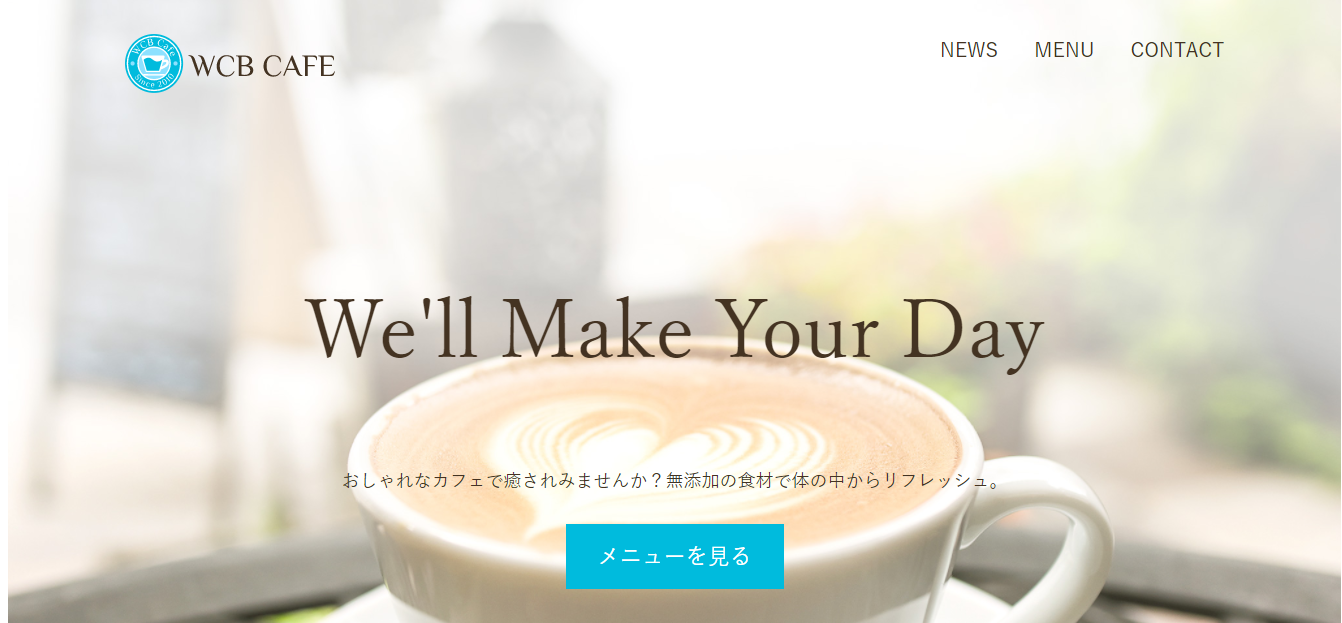 WCB Cafe
Since 2010
WCB CAFE
NEWS
MENU
CONTACT
We'll Make Your Day
おしゃれなカフェで癒されみませんか？無添加の食材で体の中からリフレッシュ。
メニューを見る